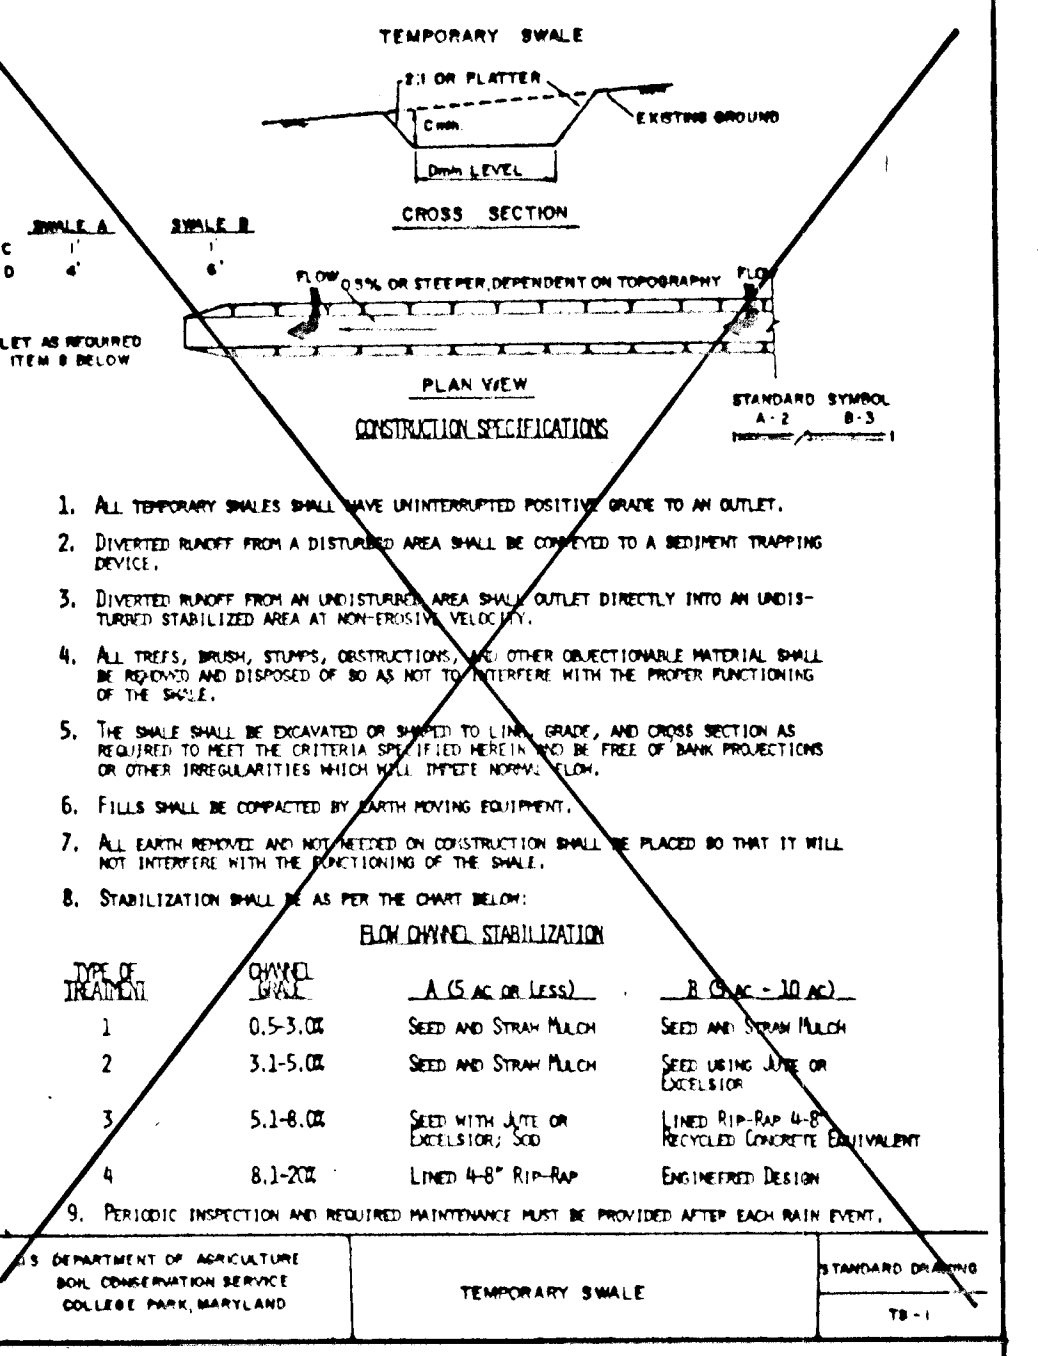 TEMPORARY SWALE
2:1 OR FLATTER
C min.
EXISTING GROUND
Dmin LEVEL
CROSS SECTION
SWALE A SWALE B
C 1' 1'
D 4' 6'
FLOW 0.5% OR STEEPER, DEPENDENT ON TOPOGRAPHY FLOW
LET AS REQUIRED
ITEM 8 BELOW
PLAN VIEW
STANDARD SYMBOL
A-2 B-3
CONSTRUCTION SPECIFICATIONS
1. ALL TEMPORARY SWALES SHALL HAVE UNINTERRUPTED POSITIVE GRADE TO AN OUTLET.
2. DIVERTED RUNOFF FROM A DISTURBED AREA SHALL BE CONVEYED TO A SEDIMENT TRAPPING
DEVICE.
3. DIVERTED RUNOFF FROM AN UNDISTURBED AREA SHALL OUTLET DIRECTLY INTO AN UNDIS-
TURBED STABILIZED AREA AT NON-EROSIVE VELOCITY.
4. ALL TREES, BRUSH, STUMPS, OBSTRUCTIONS, AND OTHER OBJECTIONABLE MATERIAL SHALL
BE REMOVED AND DISPOSED OF SO AS NOT TO INTERFERE WITH THE PROPER FUNCTIONING
OF THE SWALE.
5. THE SWALE SHALL BE EXCAVATED OR SHAPED TO LINE, GRADE, AND CROSS SECTION AS
REQUIRED TO MEET THE CRITERIA SPECIFIED HEREIN AND BE FREE OF BANK PROJECTIONS
OR OTHER IRREGULARITIES WHICH WILL IMPEDE NORMAL FLOW.
6. FILLS SHALL BE COMPACTED BY EARTH MOVING EQUIPMENT.
7. ALL EARTH REMOVED AND NOT NEEDED ON CONSTRUCTION SHALL BE PLACED SO THAT IT WILL
NOT INTERFERE WITH THE FUNCTIONING OF THE SWALE.
8. STABILIZATION SHALL BE AS PER THE CHART BELOW:
FLOW CHANNEL STABILIZATION
TYPE OF CHANNEL
TREATMENT GRADE A (5 AC OR LESS) B (5 AC - 10 AC)
1 0.5-3.0% SEED AND STRAW MULCH SEED AND STRAW MULCH
2 3.1-5.0% SEED AND STRAW MULCH SEED USING JUTE OR
EXCELSIOR
3 5.1-8.0% SEED WITH JUTE OR LINED RIP-RAP 4-8"
EXCELSIOR; SOD RECYCLED CONCRETE EQUIVALENT
4 8.1-20% LINED 4-8" RIP-RAP ENGINEERED DESIGN
9. PERIODIC INSPECTION AND REQUIRED MAINTENANCE MUST BE PROVIDED AFTER EACH RAIN EVENT.
U S DEPARTMENT OF AGRICULTURE
SOIL CONSERVATION SERVICE
COLLEGE PARK, MARYLAND
TEMPORARY SWALE
STANDARD DRAWING
TS-1